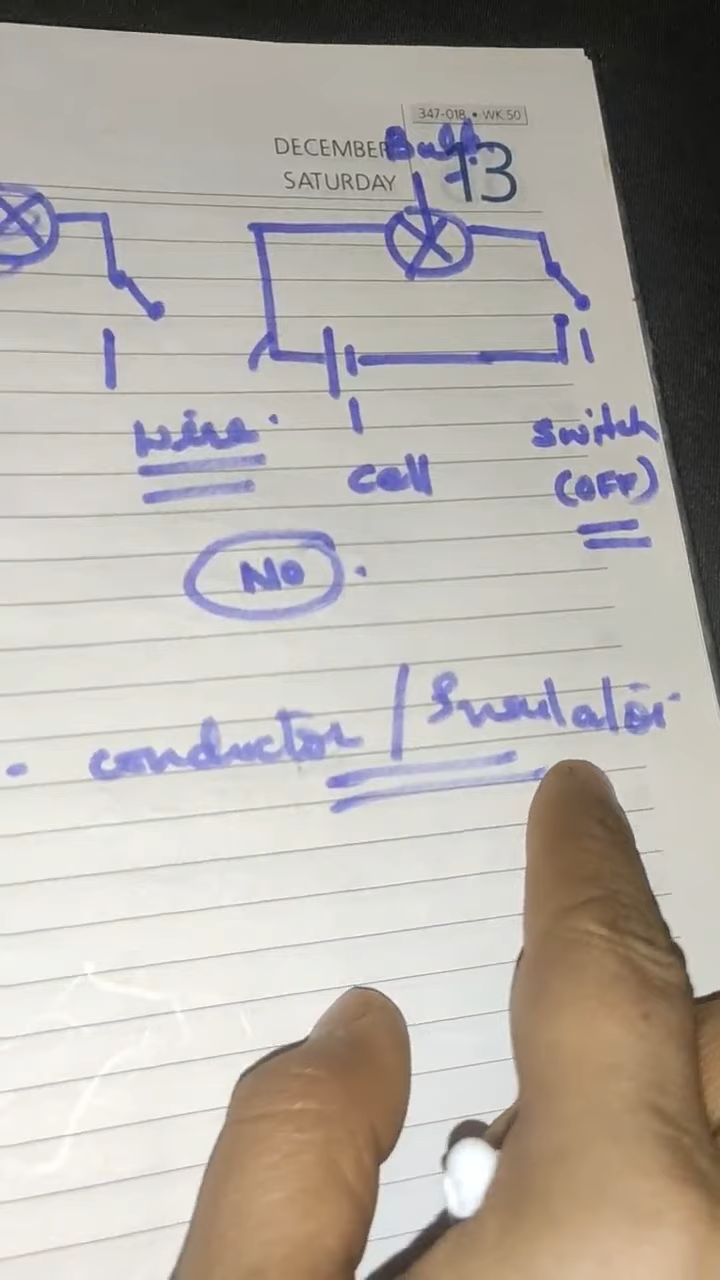 347-018 • WK 50
DECEMBER 13
SATURDAY
Bulb
wire.
cell
switch
(OFF)
No.
. conductor / Insulator